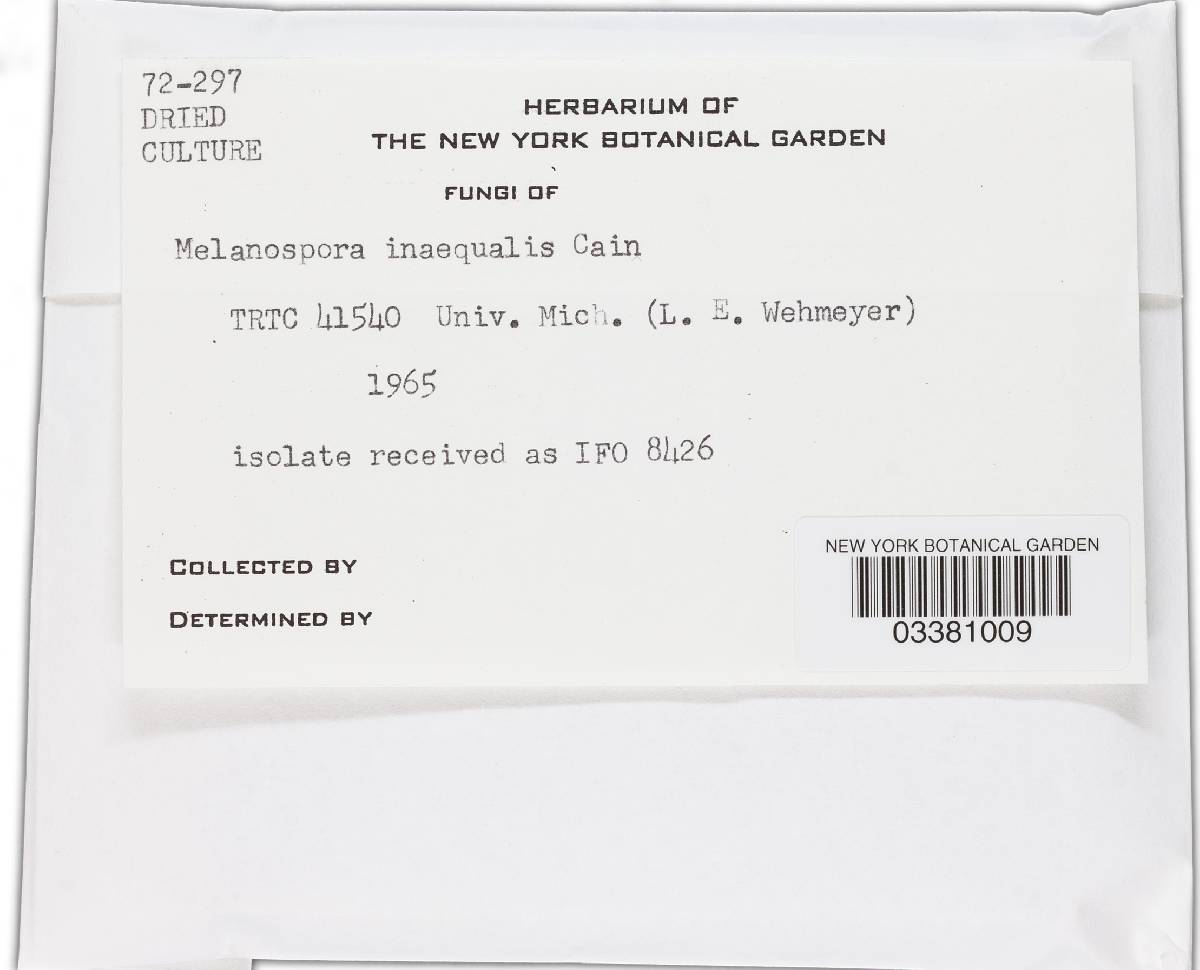 72-297
DRIED
CULTURE
HERBARIUM OF
THE NEW YORK BOTANICAL GARDEN
FUNGI OF
Melanospora inaequalis Cain
TRTC 41540 Univ. Mich. (L. E. Wehmeyer)
1965
isolate received as IFO 8426
COLLECTED BY
DETERMINED BY
NEW YORK BOTANICAL GARDEN
03381009